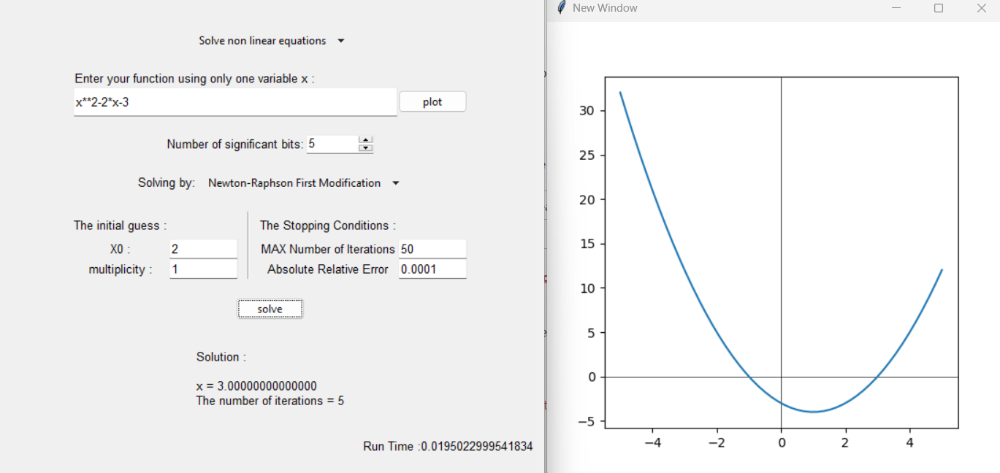 Solve non linear equations
Enter your function using only one variable x :
x**2-2*x-3
plot
Number of significant bits: 5
Solving by: Newton-Raphson First Modification
The initial guess :
X0 : 2
multiplicity : 1
The Stopping Conditions :
MAX Number of Iterations 50
Absolute Relative Error 0.0001
solve
Solution :
x = 3.00000000000000
The number of iterations = 5
Run Time :0.0195022999541834
New Window
30
25
20
15
10
5
0
−5
−4 −2 0 2 4